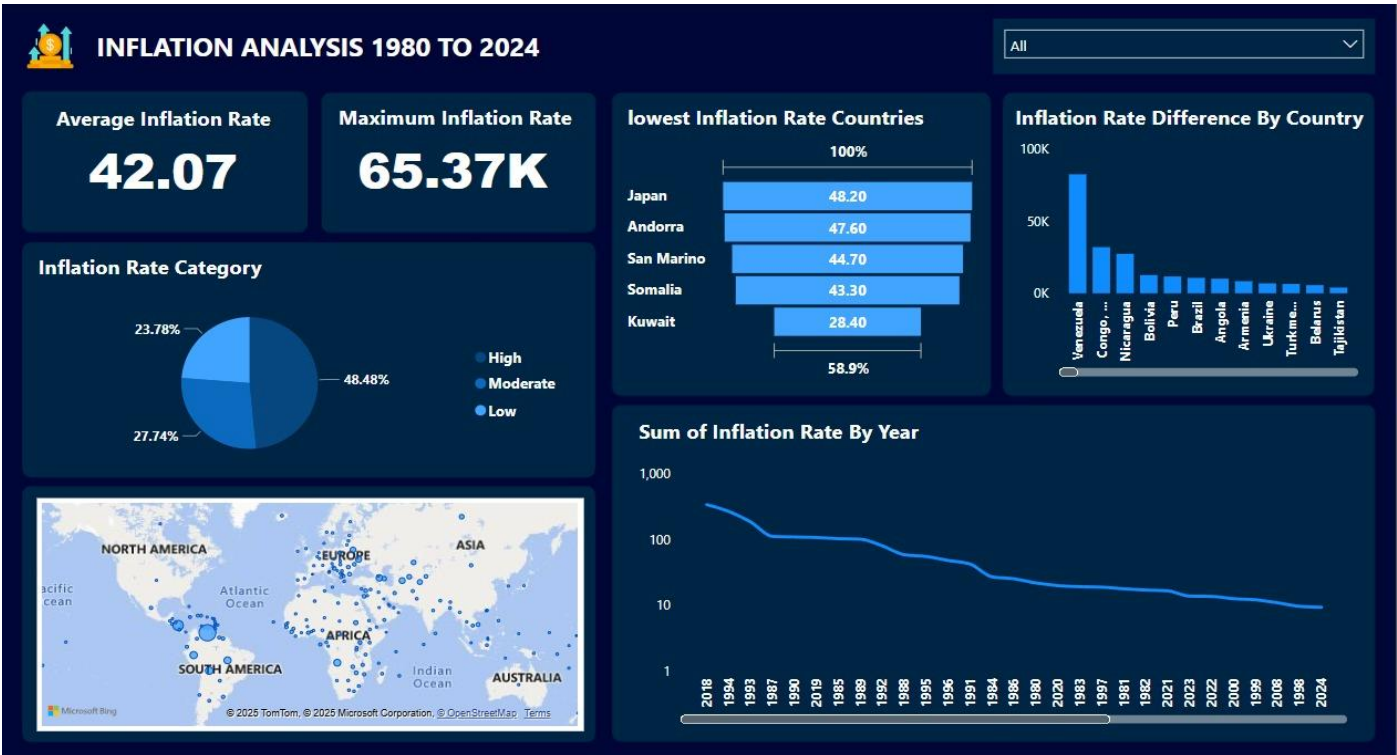 INFLATION ANALYSIS 1980 TO 2024
All
Average Inflation Rate
42.07
Maximum Inflation Rate
65.37K
lowest Inflation Rate Countries
100%
Japan 48.20
Andorra 47.60
San Marino 44.70
Somalia 43.30
Kuwait 28.40
58.9%
Inflation Rate Difference By Country
100K
50K
0K
Venezuela
Congo, ...
Nicaragua
Bolivia
Peru
Brazil
Angola
Armenia
Ukraine
Turkme...
Belarus
Tajikistan
Inflation Rate Category
23.78%
48.48%
27.74%
High
Moderate
Low
Sum of Inflation Rate By Year
1,000
100
10
1
2018
1994
1993
1987
1990
2019
1985
1989
1992
1988
1995
1996
1991
1984
1986
1980
2020
1983
1997
1981
1982
2021
2023
2022
2000
1999
2008
1998
2024
NORTH AMERICA
EUROPE
ASIA
acific
cean
Atlantic
Ocean
AFRICA
SOUTH AMERICA
Indian
Ocean
AUSTRALIA
Microsoft Bing
© 2025 TomTom, © 2025 Microsoft Corporation, © OpenStreetMap Terms